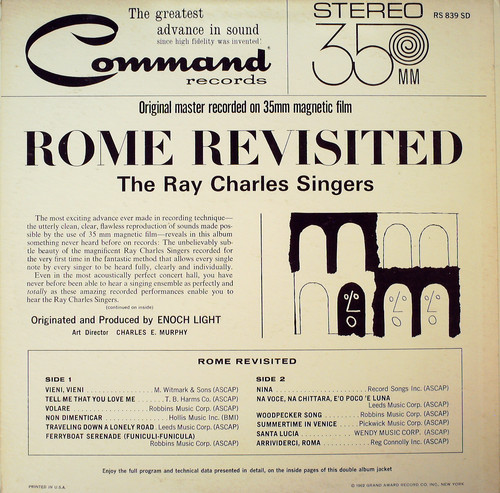 The greatest
advance in sound
since high fidelity was invented!
Command
records
STEREO
35
MM
RS 839 SD
Original master recorded on 35mm magnetic film
ROME REVISITED
The Ray Charles Singers
The most exciting advance ever made in recording technique—
the utterly clean, clear, flawless reproduction of sounds made pos-
sible by the use of 35 mm magnetic film—reveals in this album
something never heard before on records: The unbelievably sub-
tle beauty of the magnificent Ray Charles Singers recorded for
the very first time in the fantastic method that allows every single
note by every singer to be heard fully, clearly and individually.
Even in the most acoustically perfect concert hall, you have
never before been able to hear a singing ensemble as perfectly and
totally as these amazing recorded performances enable you to
hear the Ray Charles Singers.
(continued on inside)
Originated and Produced by ENOCH LIGHT
Art Director CHARLES E. MURPHY
ROME REVISITED
SIDE 1
VIENI, VIENI . . . . . . . . . . . . M. Witmark & Sons (ASCAP)
TELL ME THAT YOU LOVE ME . . . . . T. B. Harms Co. (ASCAP)
VOLARE . . . . . . . . . . . . Robbins Music Corp. (ASCAP)
NON DIMENTICAR . . . . . . . . . . Hollis Music Inc. (BMI)
TRAVELING DOWN A LONELY ROAD Leeds Music Corp. (ASCAP)
FERRYBOAT SERENADE (FUNICULI-FUNICULA)
Robbins Music Corp. (ASCAP)
SIDE 2
NINA . . . . . . . . . . . . . . Record Songs Inc. (ASCAP)
NA VOCE, NA CHITTARA, E'O POCO 'E LUNA
Leeds Music Corp. (ASCAP)
WOODPECKER SONG . . . . . . Robbins Music Corp. (ASCAP)
SUMMERTIME IN VENICE . . . . Pickwick Music Corp. (ASCAP)
SANTA LUCIA . . . . . . . . WENDY MUSIC CORP. (ASCAP)
ARRIVIDERCI, ROMA . . . . . . . Reg Connolly Inc. (ASCAP)
Enjoy the full program and technical data presented in detail, on the inside pages of this double album jacket
PRINTED IN U.S.A.
GRAND AWARD RECORD CO. INC., NEW YORK, N.Y.